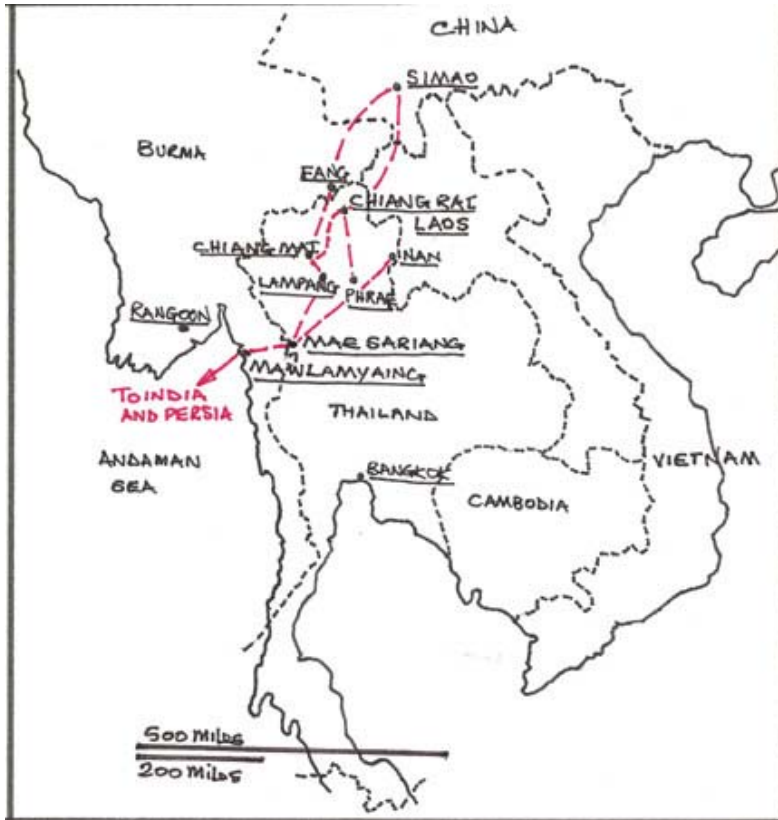 CHINA
SIMAO
BURMA
FANG
CHIANG RAI
LAOS
CHIANG MAI
NAN
LAMPANG
PHRAE
RANGOON
MAE SARIANG
MAWLAMYAING
TO INDIA
AND PERSIA
THAILAND
ANDAMAN
SEA
BANGKOK
VIETNAM
CAMBODIA
500 MILES
200 MILES